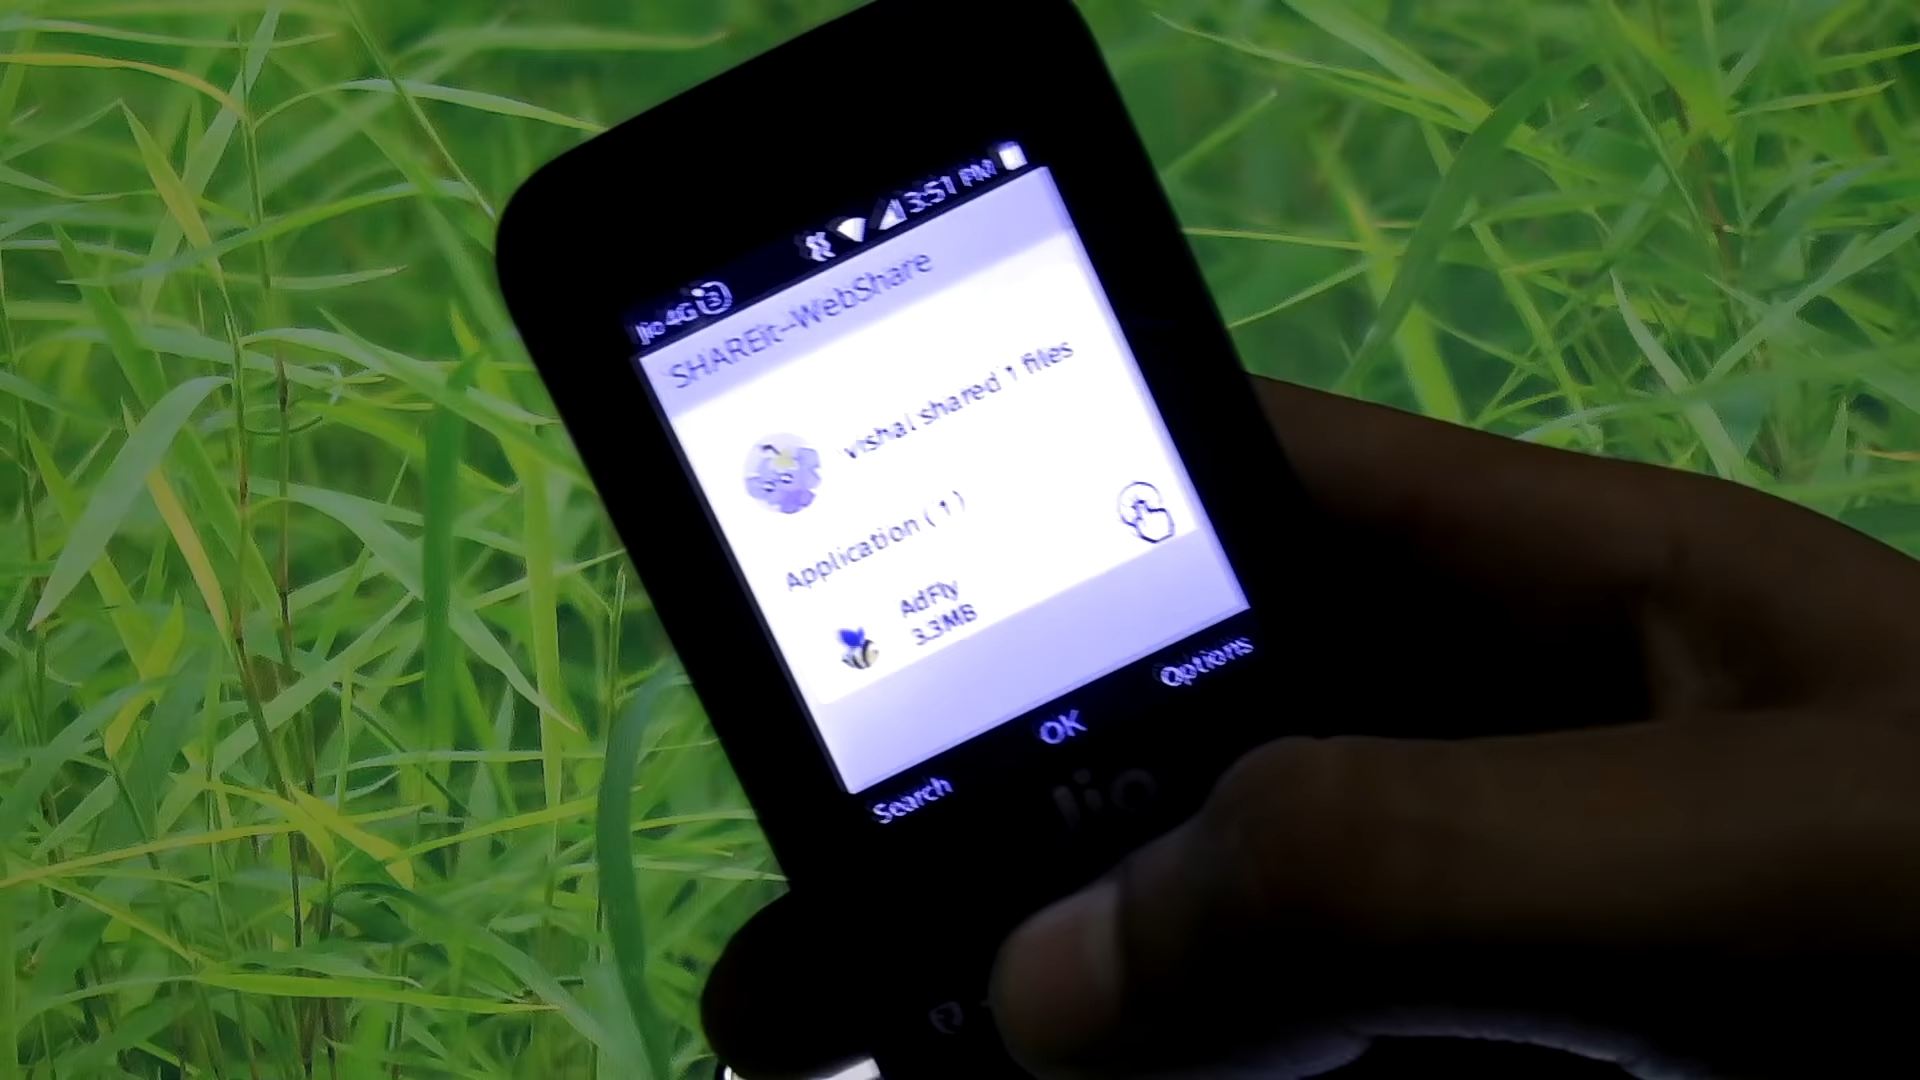 Jio 4G 3:51 PM
SHAREit-WebShare
vishal shared 1 files
Application ( 1 )
AdFly
3.3MB
Search OK Options
Jio